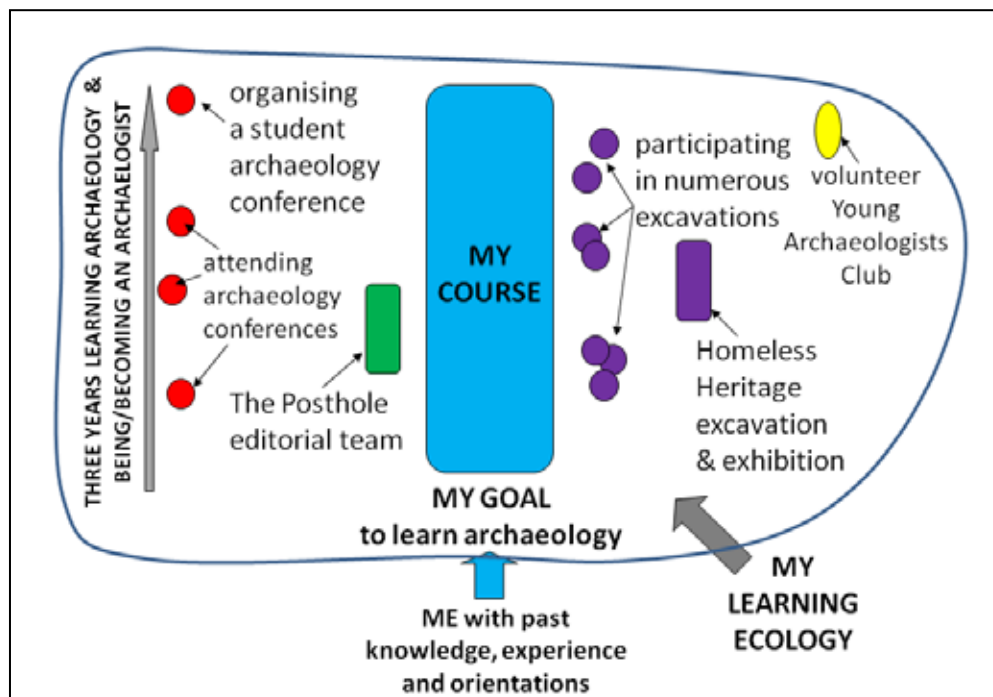 THREE YEARS LEARNING ARCHAEOLOGY &
BEING/BECOMING AN ARCHAELOGIST
organising
a student
archaeology
conference
attending
archaeology
conferences
The Posthole
editorial team
MY
COURSE
participating
in numerous
excavations
volunteer
Young
Archaeologists
Club
Homeless
Heritage
excavation
& exhibition
MY GOAL
to learn archaeology
ME with past
knowledge, experience
and orientations
MY
LEARNING
ECOLOGY